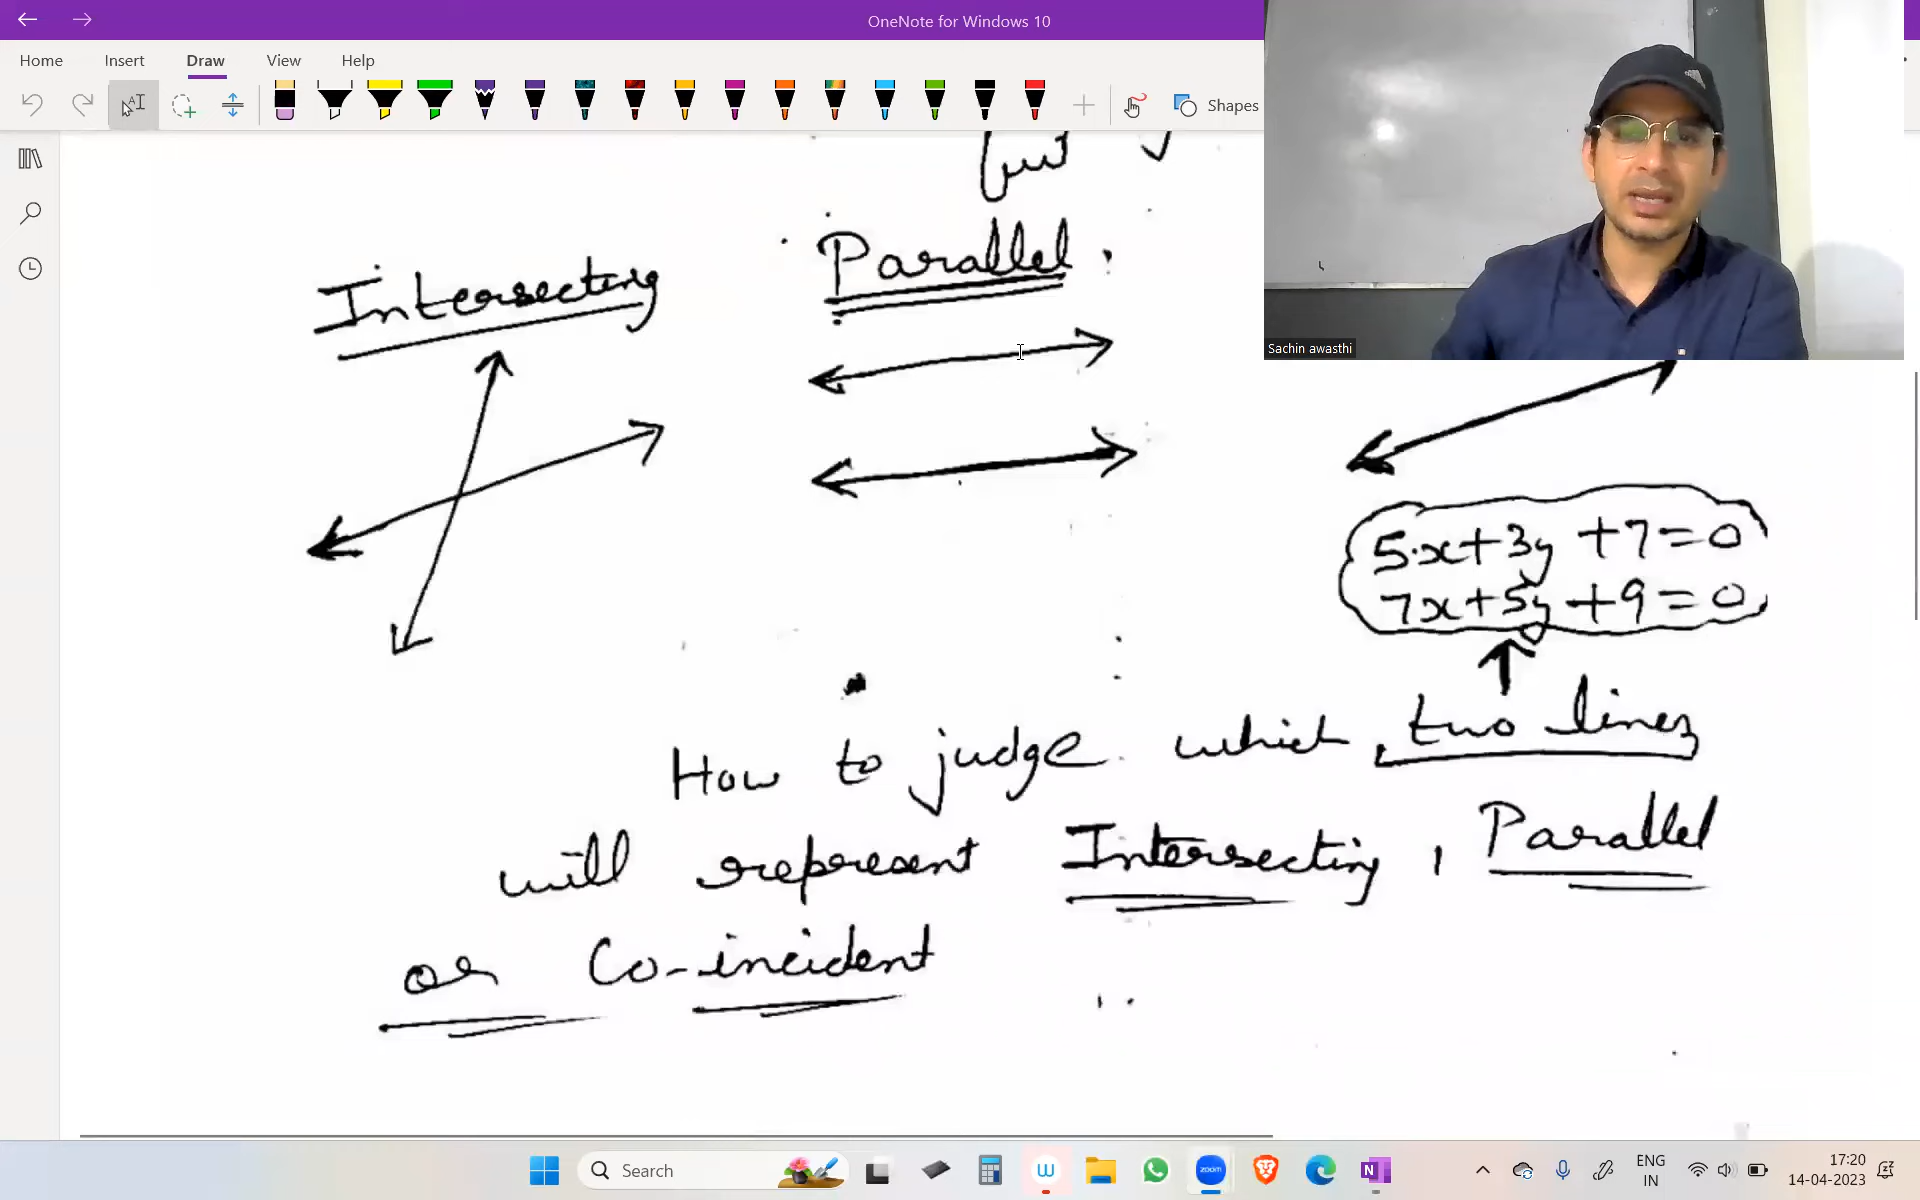 OneNote for Windows 10
Home Insert Draw View Help
Shapes
but
Intersecting
Parallel
Sachin awasthi
5x+3y+7=0
7x+5y+9=0
How to judge which two lines
will represent Intersecting, Parallel
or Co-incident
Search
zoom
ENG
IN
17:20
14-04-2023